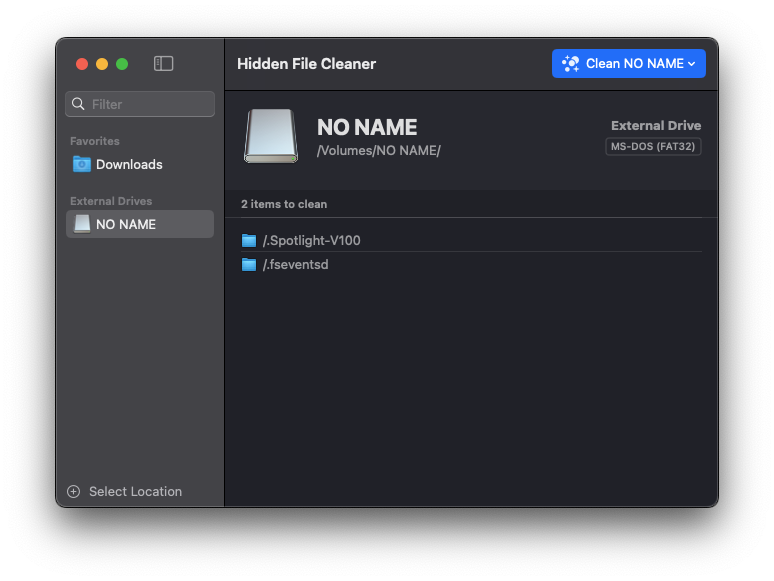 Hidden File Cleaner
Clean NO NAME
Filter
Favorites
Downloads
External Drives
NO NAME
Select Location
NO NAME
/Volumes/NO NAME/
External Drive
MS-DOS (FAT32)
2 items to clean
/.Spotlight-V100
/.fseventsd